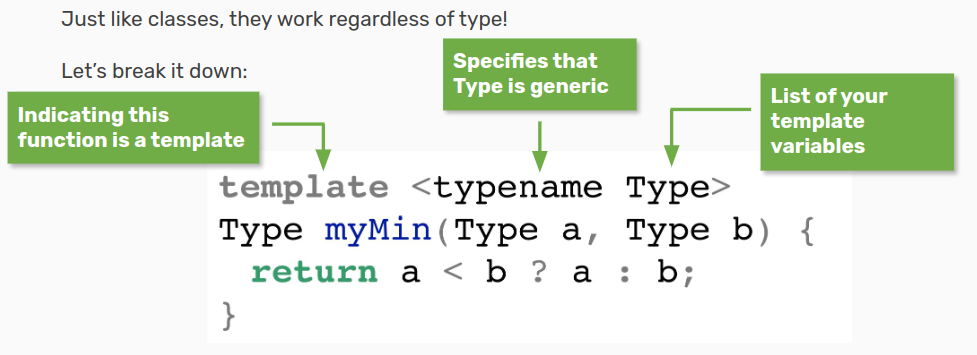 Just like classes, they work regardless of type!
Let's break it down:
Specifies that
Type is generic
Indicating this
function is a template
List of your
template
variables
template <typename Type>
Type myMin(Type a, Type b) {
  return a < b ? a : b;
}